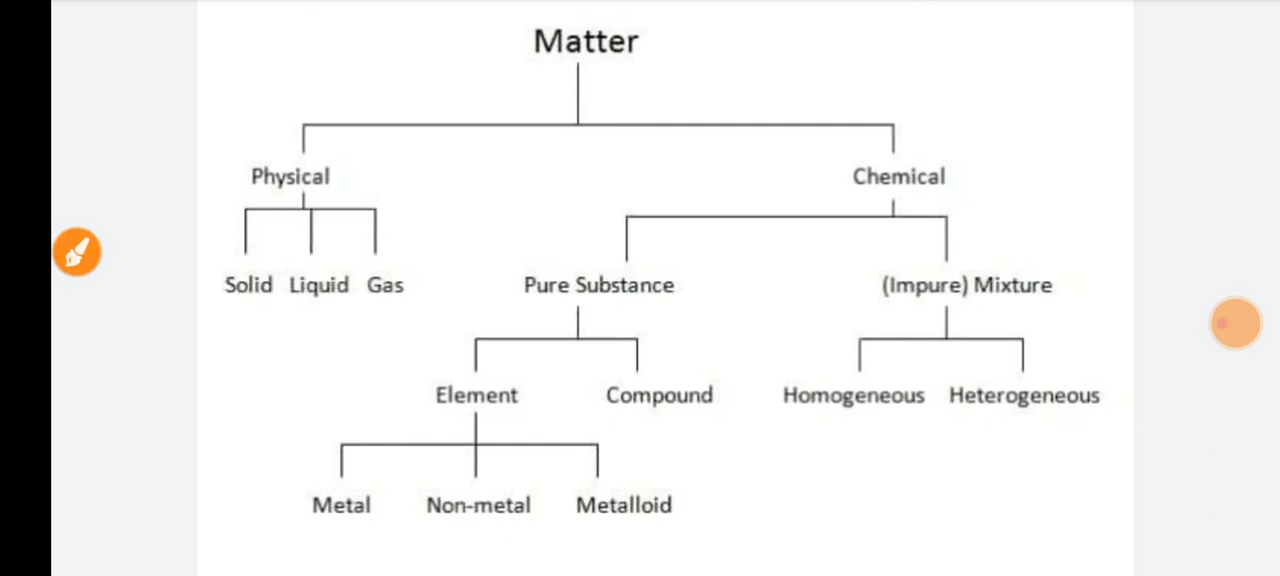 Matter
Physical Chemical
Solid Liquid Gas Pure Substance (Impure) Mixture
Element Compound Homogeneous Heterogeneous
Metal Non-metal Metalloid